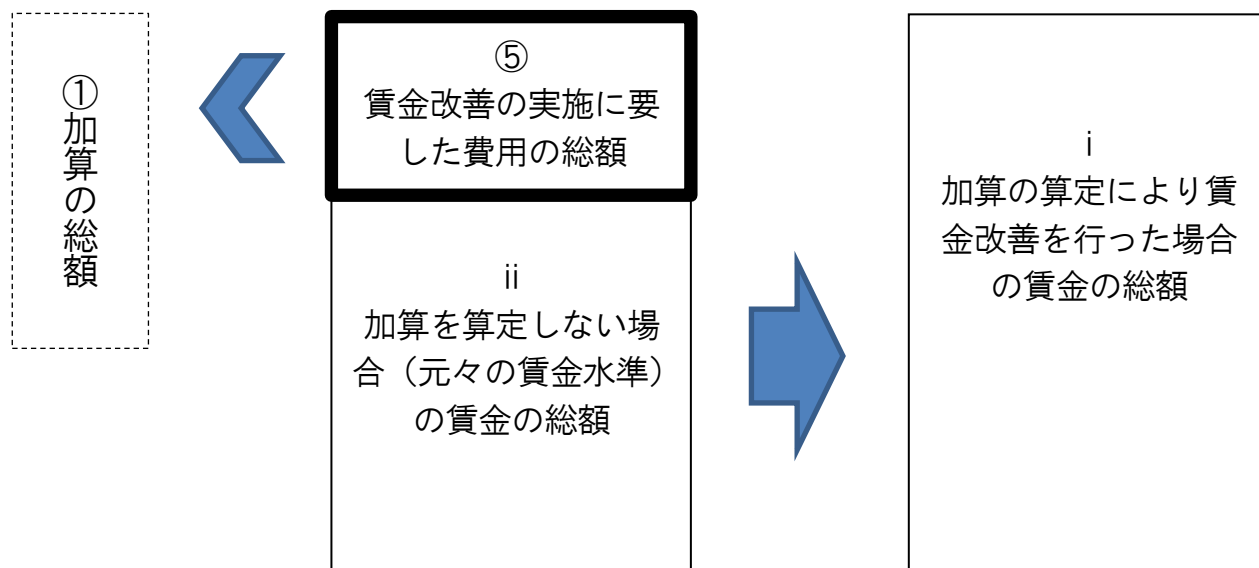 ①加算の総額
⑤
賃金改善の実施に要
した費用の総額
ⅱ
加算を算定しない場
合（元々の賃金水準）
の賃金の総額
ⅰ
加算の算定により賃
金改善を行った場合
の賃金の総額